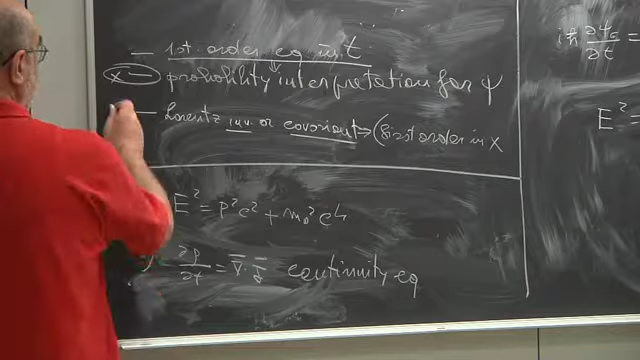 — 1st order eq in t
x — probability interpretation for ψ
— Lorentz inv. or covariant → (first order in x
E² = p²c² + m₀²c⁴
∂ρ/∂t = ∇·J continuity eq
iħ ∂ψ/∂t =
E² =